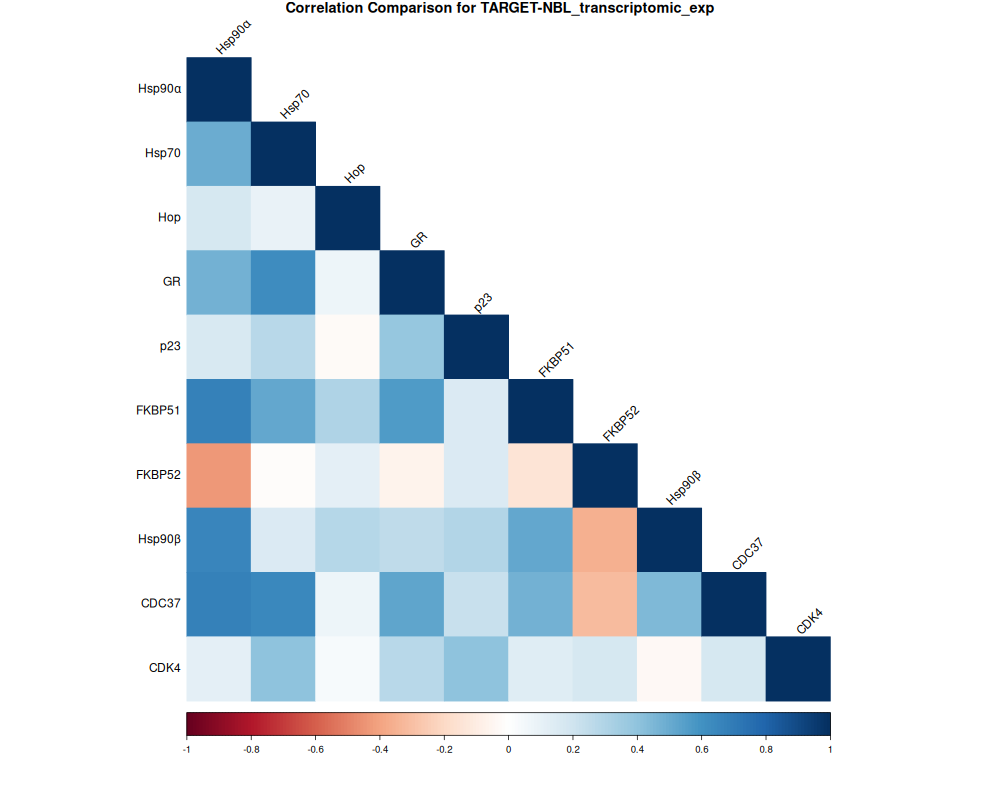 Correlation Comparison for TARGET-NBL_transcriptomic_exp
Hsp90α
Hsp90α
Hsp70
Hsp70
Hop
Hop
GR
GR
p23
p23
FKBP51
FKBP51
FKBP52
FKBP52
Hsp90β
Hsp90β
CDC37
CDC37
CDK4
CDK4
-1 -0.8 -0.6 -0.4 -0.2 0 0.2 0.4 0.6 0.8 1